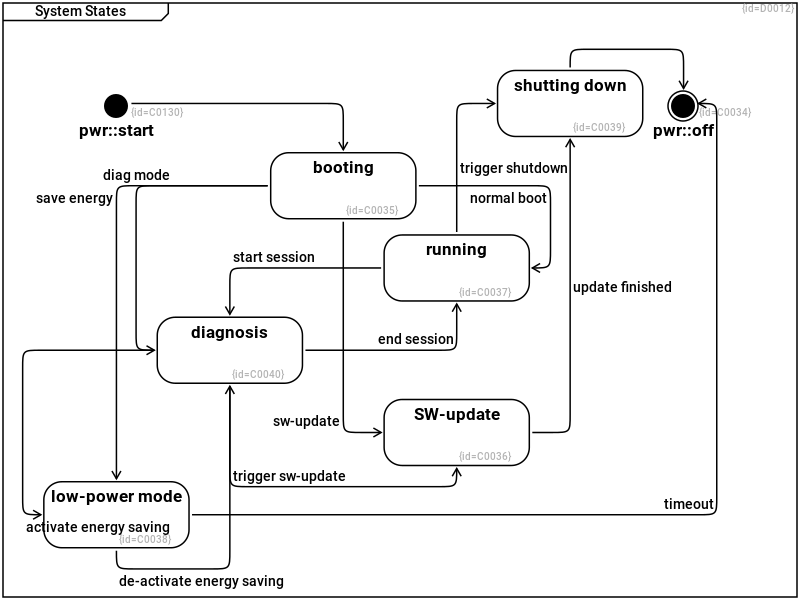 System States
{id=D0012}
shutting down
{id=C0039}
{id=C0130}
{id=C0034}
pwr::start
pwr::off
booting
{id=C0035}
diag mode
save energy
trigger shutdown
normal boot
running
{id=C0037}
start session
update finished
diagnosis
{id=C0040}
end session
SW-update
{id=C0036}
sw-update
trigger sw-update
low-power mode
{id=C0038}
activate energy saving
timeout
de-activate energy saving